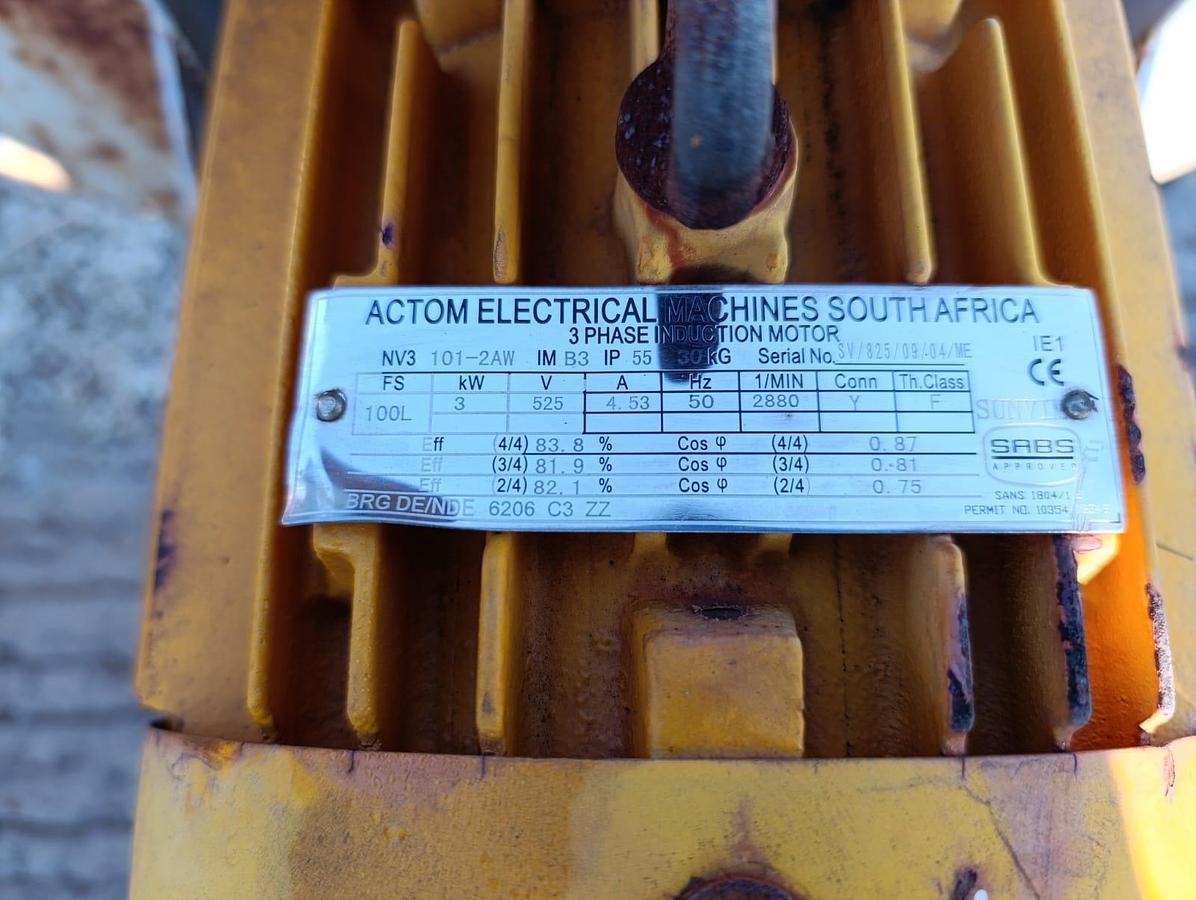 ACTOM ELECTRICAL MACHINES SOUTH AFRICA
3 PHASE INDUCTION MOTOR
IE1
NV3 101-2AW IM B3 IP 55 30 KG Serial No. SV/825/09/04/ME
CE
FS kW V A Hz 1/MIN Conn Th.Class
100L 3 525 4.53 50 2880 Y F
Eff (4/4) 83.8 % Cos φ (4/4) 0.87
Eff (3/4) 81.9 % Cos φ (3/4) 0.81
Eff (2/4) 82.1 % Cos φ (2/4) 0.75
SABS
APPROVED
BRG DE/NDE 6206 C3 ZZ
SANS 1804/1
PERMIT NO. 10354